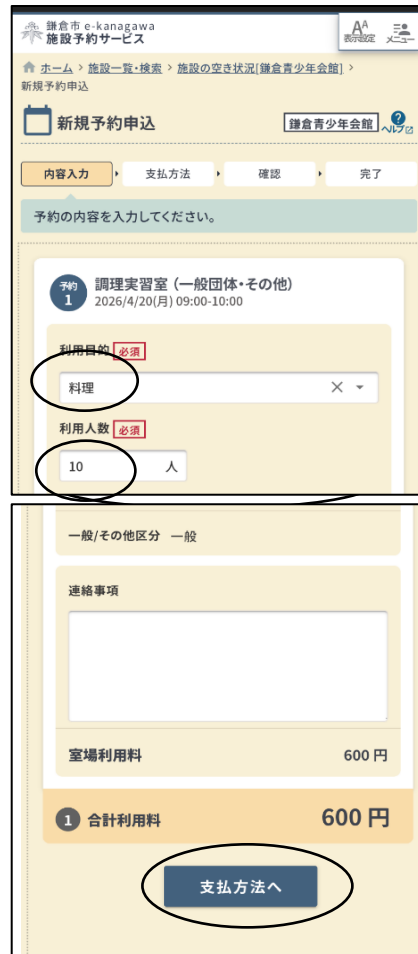 鎌倉市 e-kanagawa
施設予約サービス
AA
表示設定 メニュー
ホーム > 施設一覧・検索 > 施設の空き状況[鎌倉青少年会館] >
新規予約申込
新規予約申込 鎌倉青少年会館 ? ヘルプ
内容入力 支払方法 確認 完了
予約の内容を入力してください。
予約 1 調理実習室（一般団体・その他）
2026/4/20(月) 09:00-10:00
利用目的 必須
料理
利用人数 必須
10 人
一般/その他区分 一般
連絡事項
室場利用料 600 円
1 合計利用料 600 円
支払方法へ